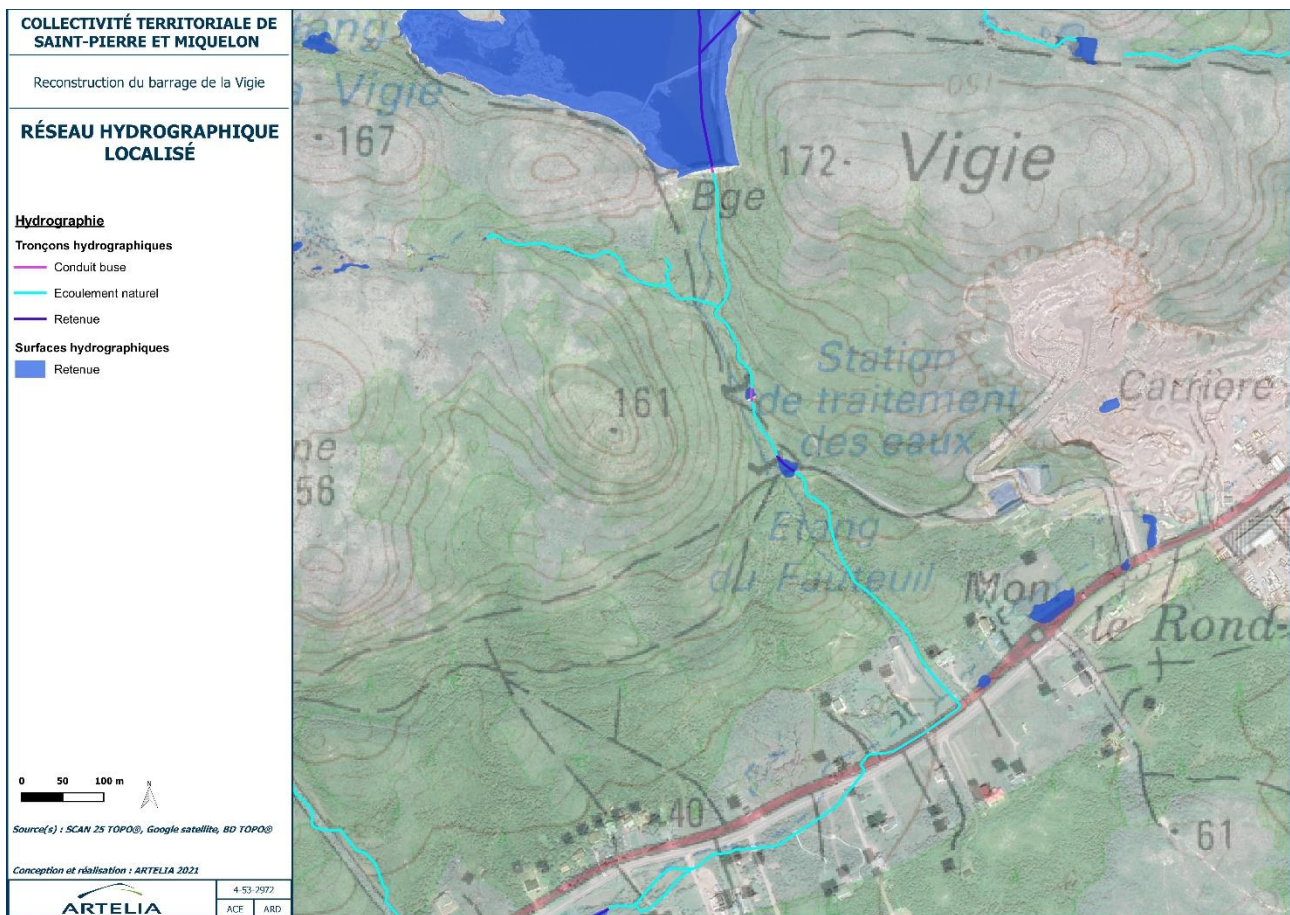 COLLECTIVITÉ TERRITORIALE DE
SAINT-PIERRE ET MIQUELON
Reconstruction du barrage de la Vigie
RÉSEAU HYDROGRAPHIQUE
LOCALISÉ
Hydrographie
Tronçons hydrographiques
Conduit buse
Ecoulement naturel
Retenue
Surfaces hydrographiques
Retenue
0 50 100 m
N
Source(s) : SCAN 25 TOPO®, Google satellite, BD TOPO®
Conception et réalisation : ARTELIA 2021
ARTELIA
4-53-2972
ACE ARD
tang
a Vigie
167
Bge
172
Vigie
150
161
Station
de traitement
des eaux
Carrière
ne
56
Etang
du Fauteuil
Mon
le Rond-
40
61